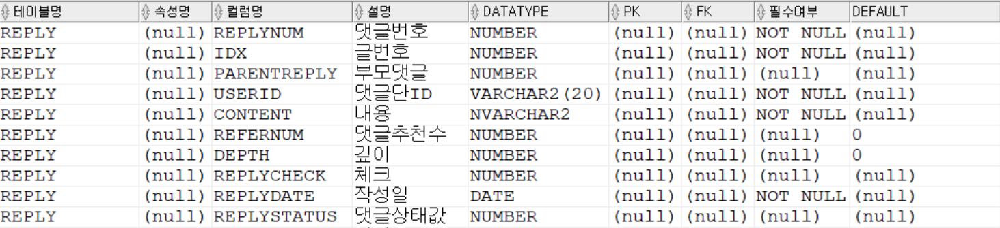 테이블명 속성명 컬럼명 설명 DATATYPE PK FK 필수여부 DEFAULT
REPLY (null) REPLYNUM 댓글번호 NUMBER (null) (null) NOT NULL (null)
REPLY (null) IDX 글번호 NUMBER (null) (null) NOT NULL (null)
REPLY (null) PARENTREPLY 부모댓글 NUMBER (null) (null) (null) (null)
REPLY (null) USERID 댓글단ID VARCHAR2(20) (null) (null) NOT NULL (null)
REPLY (null) CONTENT 내용 NVARCHAR2 (null) (null) NOT NULL (null)
REPLY (null) REFERNUM 댓글추천수 NUMBER (null) (null) (null) 0
REPLY (null) DEPTH 깊이 NUMBER (null) (null) (null) 0
REPLY (null) REPLYCHECK 체크 NUMBER (null) (null) (null) (null)
REPLY (null) REPLYDATE 작성일 DATE (null) (null) NOT NULL (null)
REPLY (null) REPLYSTATUS 댓글상태값 NUMBER (null) (null) (null) (null)